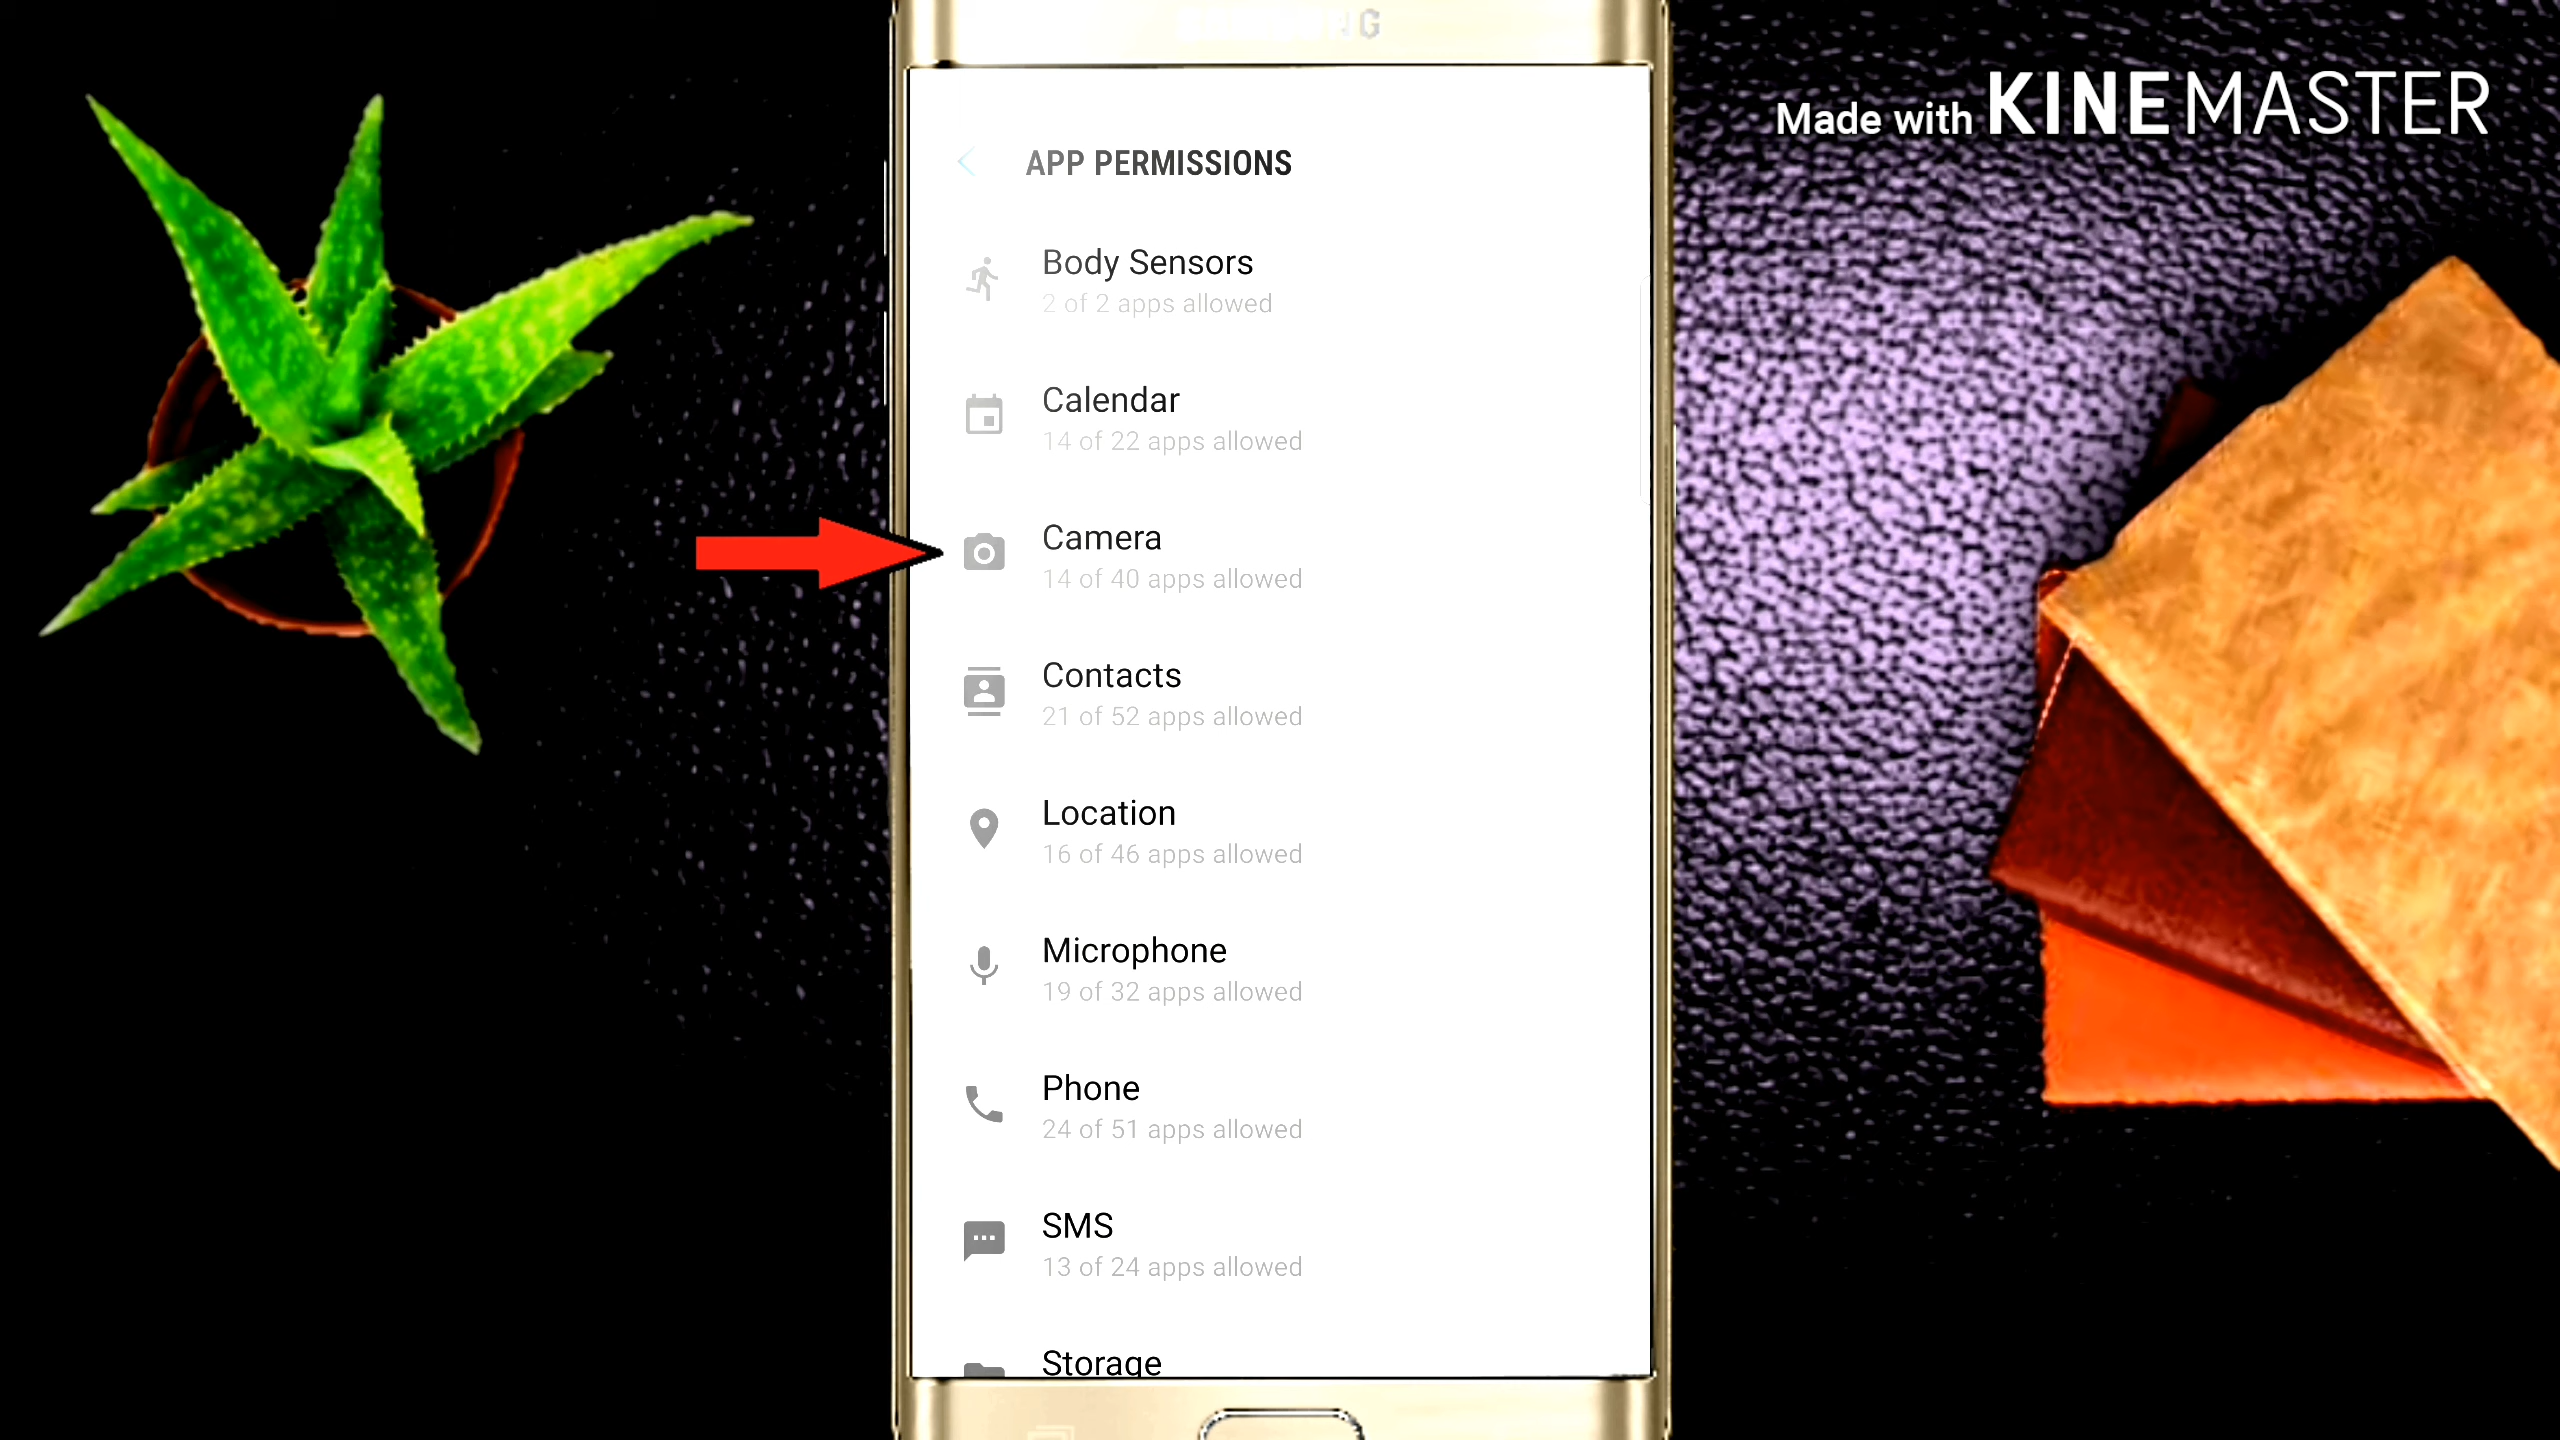 Made with KINEMASTER
APP PERMISSIONS
Body Sensors
2 of 2 apps allowed
Calendar
14 of 22 apps allowed
Camera
14 of 40 apps allowed
Contacts
21 of 52 apps allowed
Location
16 of 46 apps allowed
Microphone
19 of 32 apps allowed
Phone
24 of 51 apps allowed
SMS
13 of 24 apps allowed
Storage